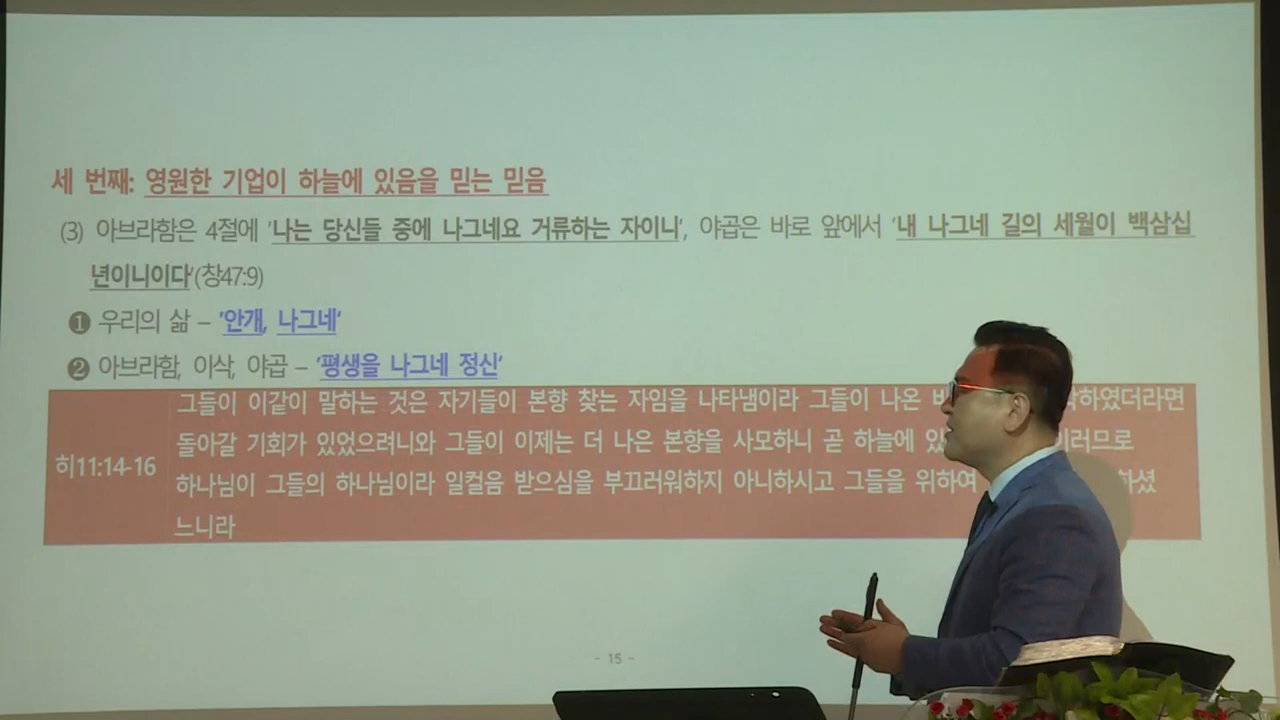 세 번째: 영원한 기업이 하늘에 있음을 믿는 믿음
(3) 아브라함은 4절에 '나는 당신들 중에 나그네요 거류하는 자이니', 야곱은 바로 앞에서 '내 나그네 길의 세월이 백삼십
년이니이다'(창47:9)
❶ 우리의 삶 – '안개, 나그네'
❷ 아브라함, 이삭, 야곱 – '평생을 나그네 정신'
히11:14-16
그들이 이같이 말하는 것은 자기들이 본향 찾는 자임을 나타냄이라 그들이 나온
돌아갈 기회가 있었으려니와 그들이 이제는 더 나은 본향을 사모하니 곧 하늘에 이러므로
하나님이 그들의 하나님이라 일컬음 받으심을 부끄러워하지 아니하시고 그들을 위하여
느니라
- 15 -